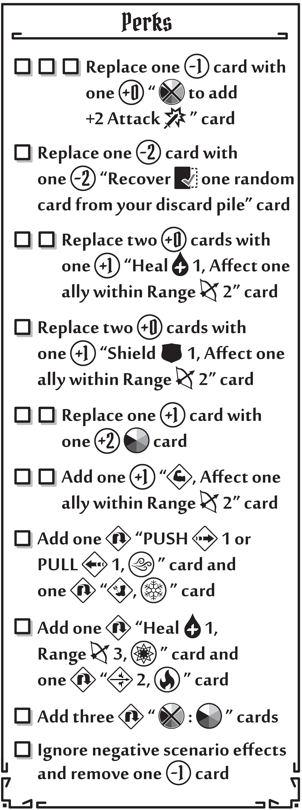 Perks
Replace one -1 card with
one +0 “ to add
+2 Attack ” card
Replace one -2 card with
one -2 “Recover one random
card from your discard pile” card
Replace two +0 cards with
one +1 “Heal 1, Affect one
ally within Range 2” card
Replace two +0 cards with
one +1 “Shield 1, Affect one
ally within Range 2” card
Replace one +1 card with
one +2 card
Add one +1 “ , Affect one
ally within Range 2” card
Add one “PUSH 1 or
PULL 1, ” card and
one “ , ” card
Add one “Heal 1,
Range 3, ” card and
one “ 2, ” card
Add three “ : ” cards
Ignore negative scenario effects
and remove one -1 card